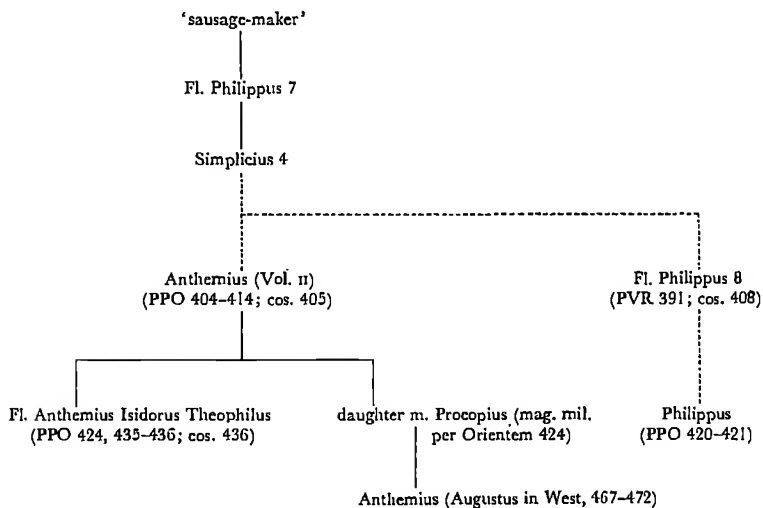 ‘sausage-maker’
Fl. Philippus 7
Simplicius 4
Anthemius (Vol. II)
(PPO 404–414; cos. 405)
Fl. Philippus 8
(PVR 391; cos. 408)
Fl. Anthemius Isidorus Theophilus
(PPO 424, 435–436; cos. 436)
daughter m. Procopius (mag. mil.
per Orientem 424)
Philippus
(PPO 420–421)
Anthemius (Augustus in West, 467–472)